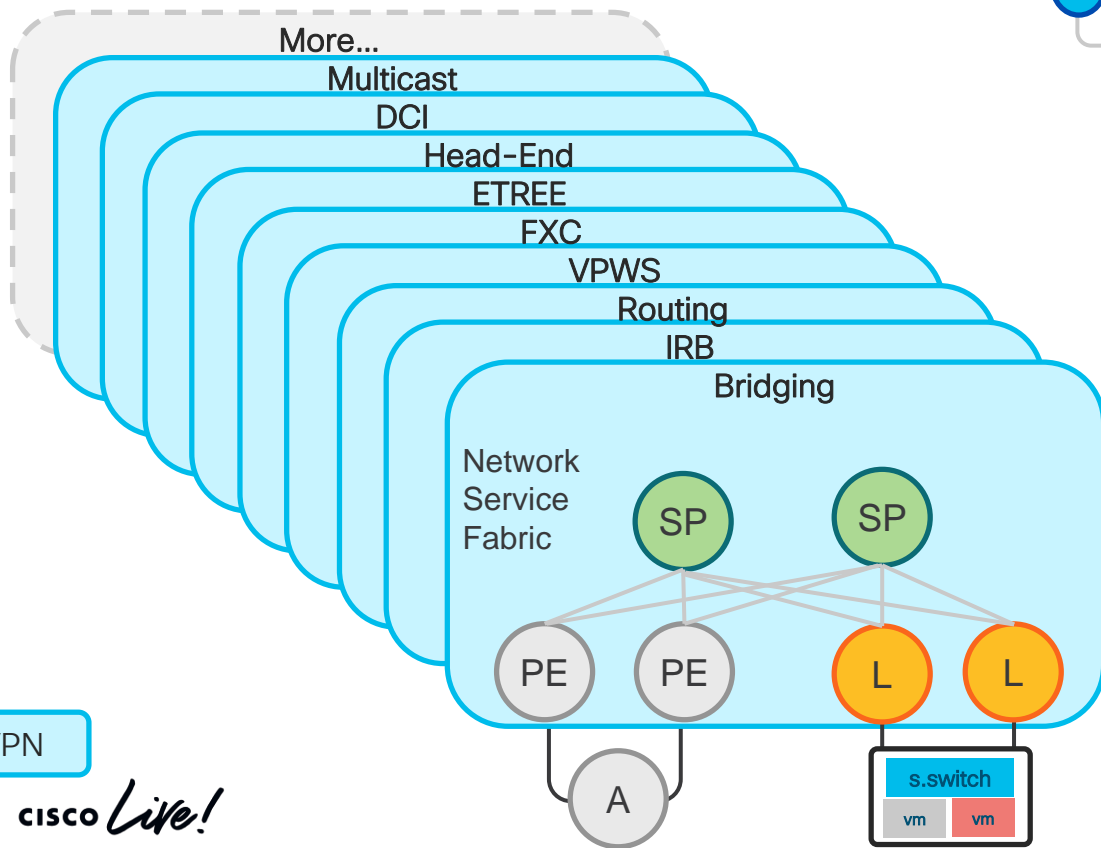 More...
Multicast
DCI
Head-End
ETREE
FXC
VPWS
Routing
IRB
Bridging
Network
Service
Fabric
SP
SP
PE
PE
L
L
PN
A
s.switch
vm
vm
CISCO Live!